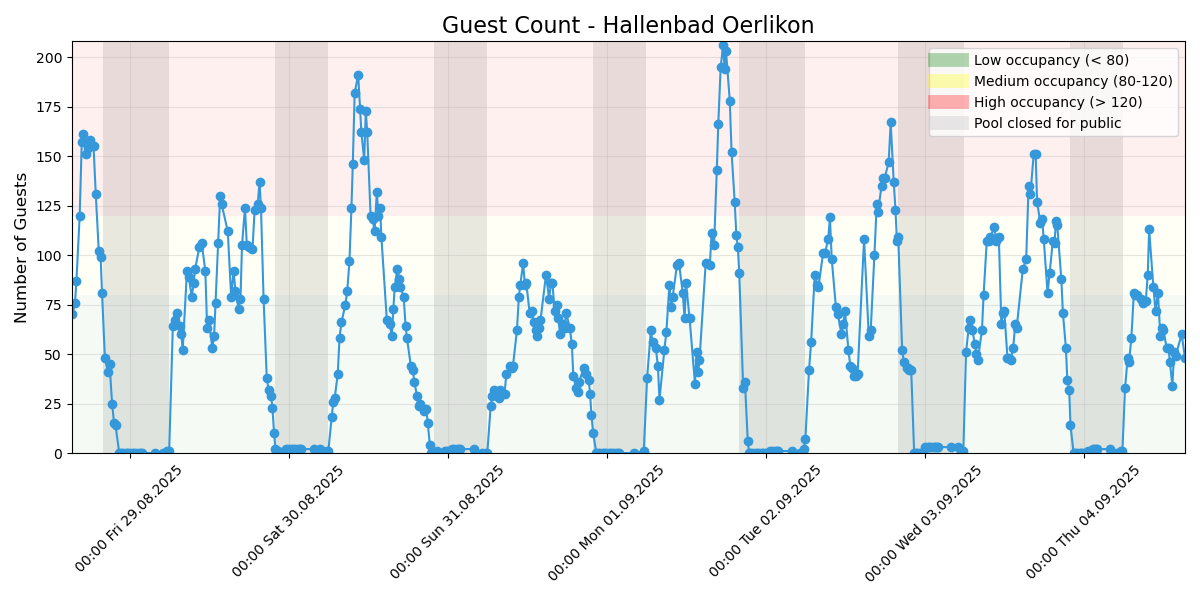 Guest Count - Hallenbad Oerlikon
Number of Guests
200
175
150
125
100
75
50
25
0
Low occupancy (< 80)
Medium occupancy (80-120)
High occupancy (> 120)
Pool closed for public
00:00 Fri 29.08.2025
00:00 Sat 30.08.2025
00:00 Sun 31.08.2025
00:00 Mon 01.09.2025
00:00 Tue 02.09.2025
00:00 Wed 03.09.2025
00:00 Thu 04.09.2025